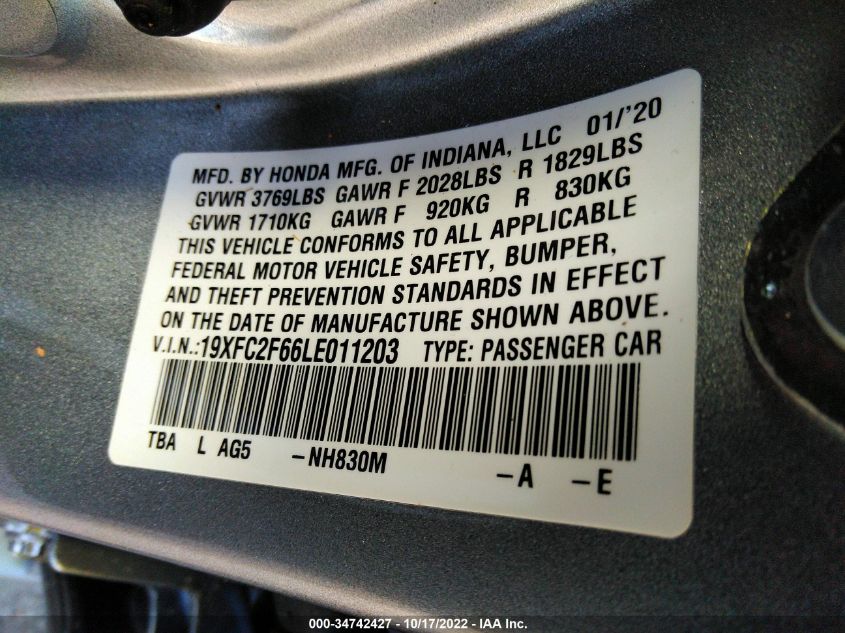 MFD. BY HONDA MFG. OF INDIANA, LLC 01/'20
GVWR 3769LBS GAWR F 2028LBS R 1829LBS
GVWR 1710KG GAWR F 920KG R 830KG
THIS VEHICLE CONFORMS TO ALL APPLICABLE
FEDERAL MOTOR VEHICLE SAFETY, BUMPER,
AND THEFT PREVENTION STANDARDS IN EFFECT
ON THE DATE OF MANUFACTURE SHOWN ABOVE.
V.I.N.:19XFC2F66LE011203 TYPE: PASSENGER CAR
TBA L AG5 -NH830M -A -E
000-34742427 - 10/17/2022 - IAA Inc.